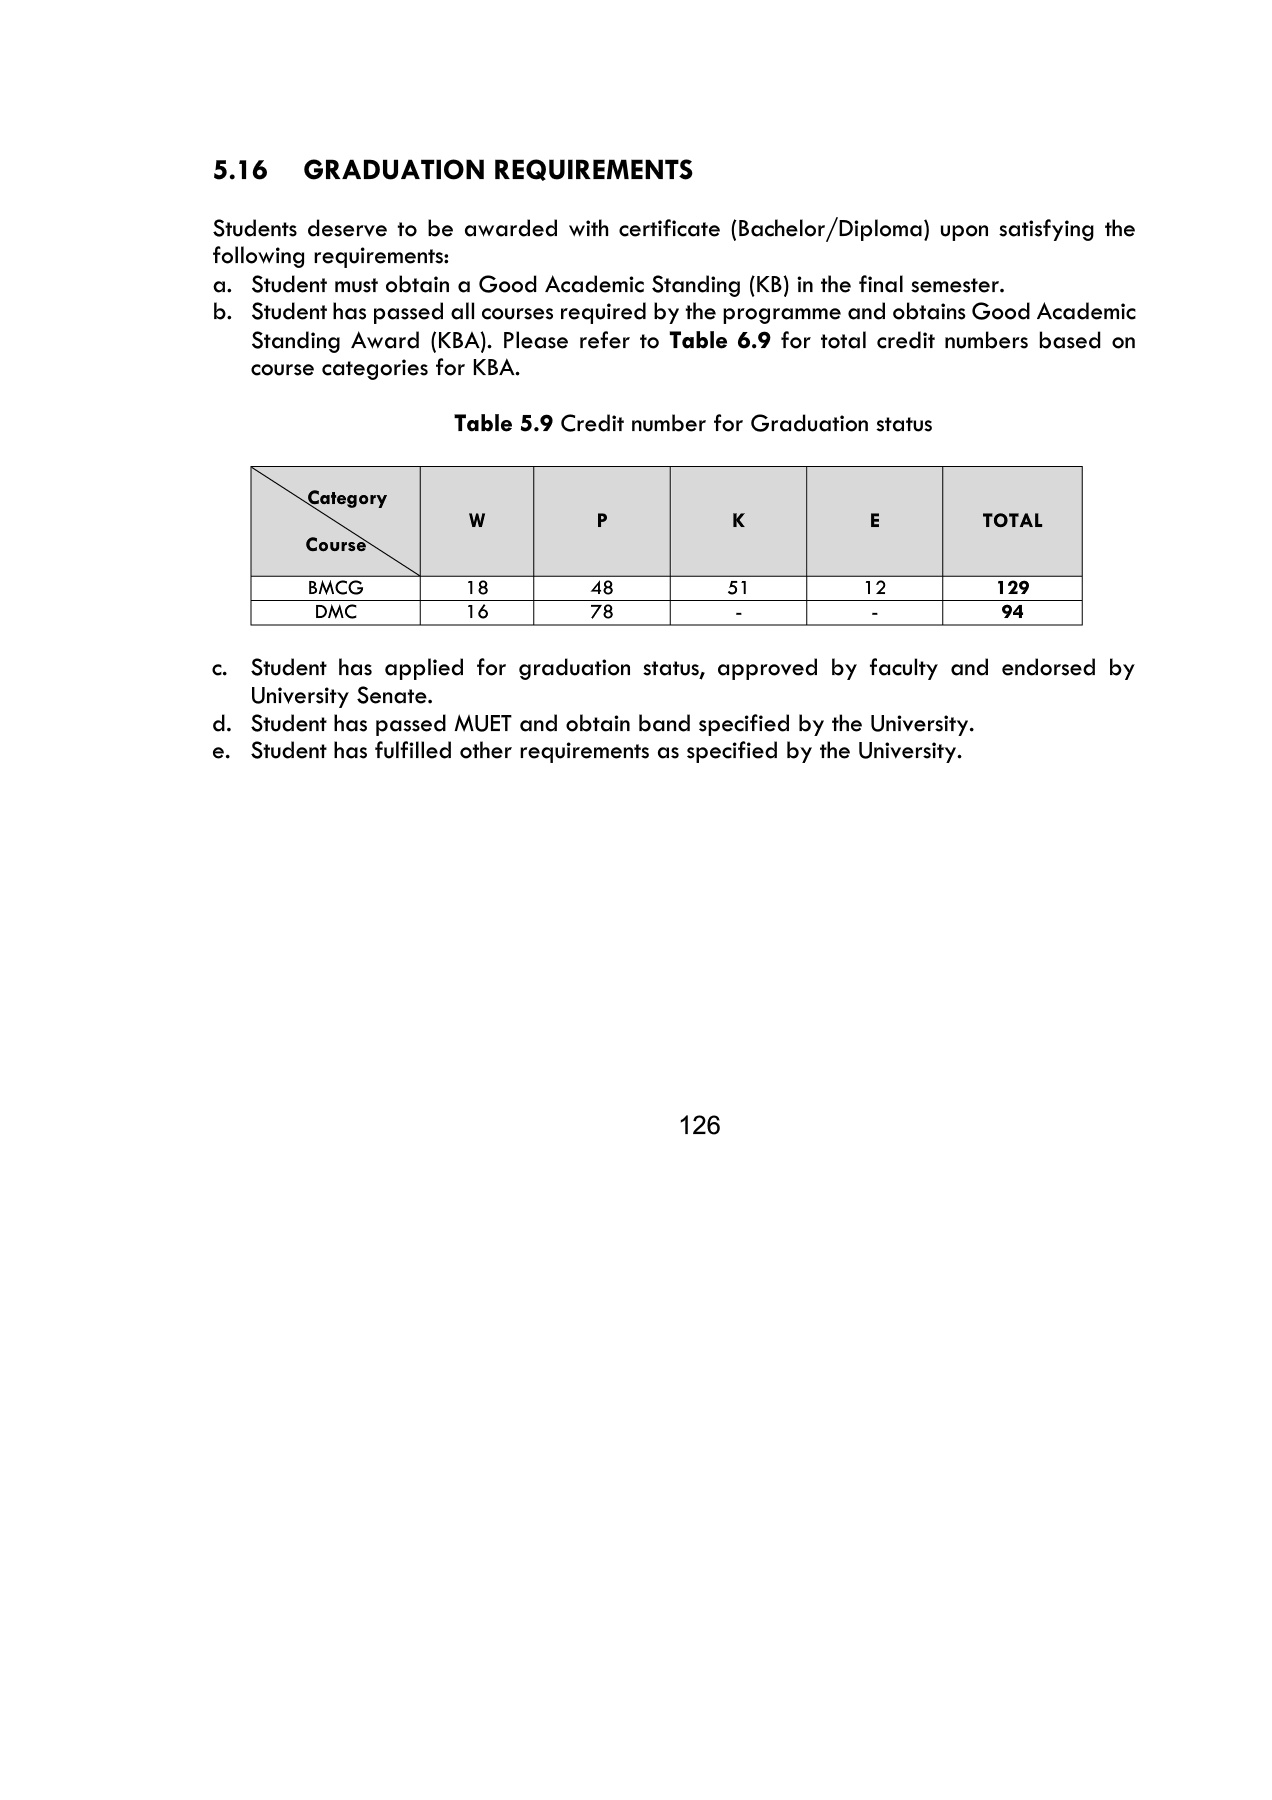 5.16 GRADUATION REQUIREMENTS
Students deserve to be awarded with certificate (Bachelor/Diploma) upon satisfying the
following requirements:
a. Student must obtain a Good Academic Standing (KB) in the final semester.
b. Student has passed all courses required by the programme and obtains Good Academic
Standing Award (KBA). Please refer to Table 6.9 for total credit numbers based on
course categories for KBA.
Table 5.9 Credit number for Graduation status
Category
Course W P K E TOTAL
BMCG 18 48 51 12 129
DMC 16 78 - - 94
c. Student has applied for graduation status, approved by faculty and endorsed by
University Senate.
d. Student has passed MUET and obtain band specified by the University.
e. Student has fulfilled other requirements as specified by the University.
126